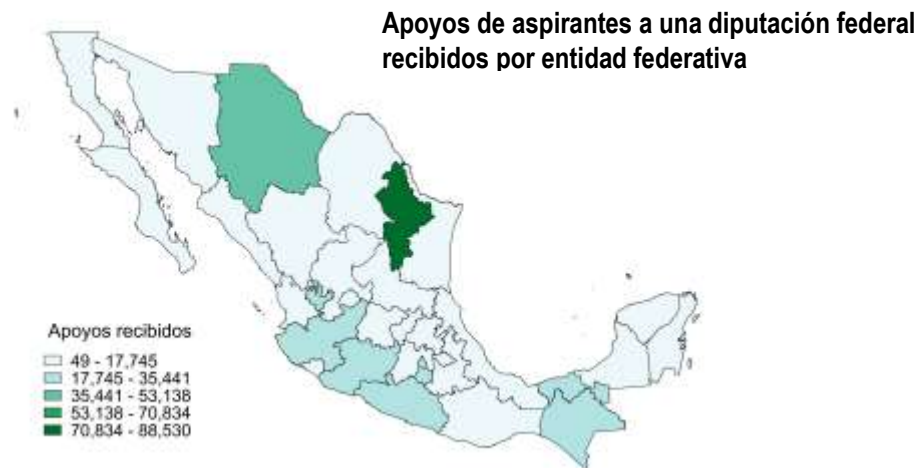 Apoyos de aspirantes a una diputación federal
recibidos por entidad federativa
Apoyos recibidos
49 - 17,745
17,745 - 35,441
35,441 - 53,138
53,138 - 70,834
70,834 - 88,530